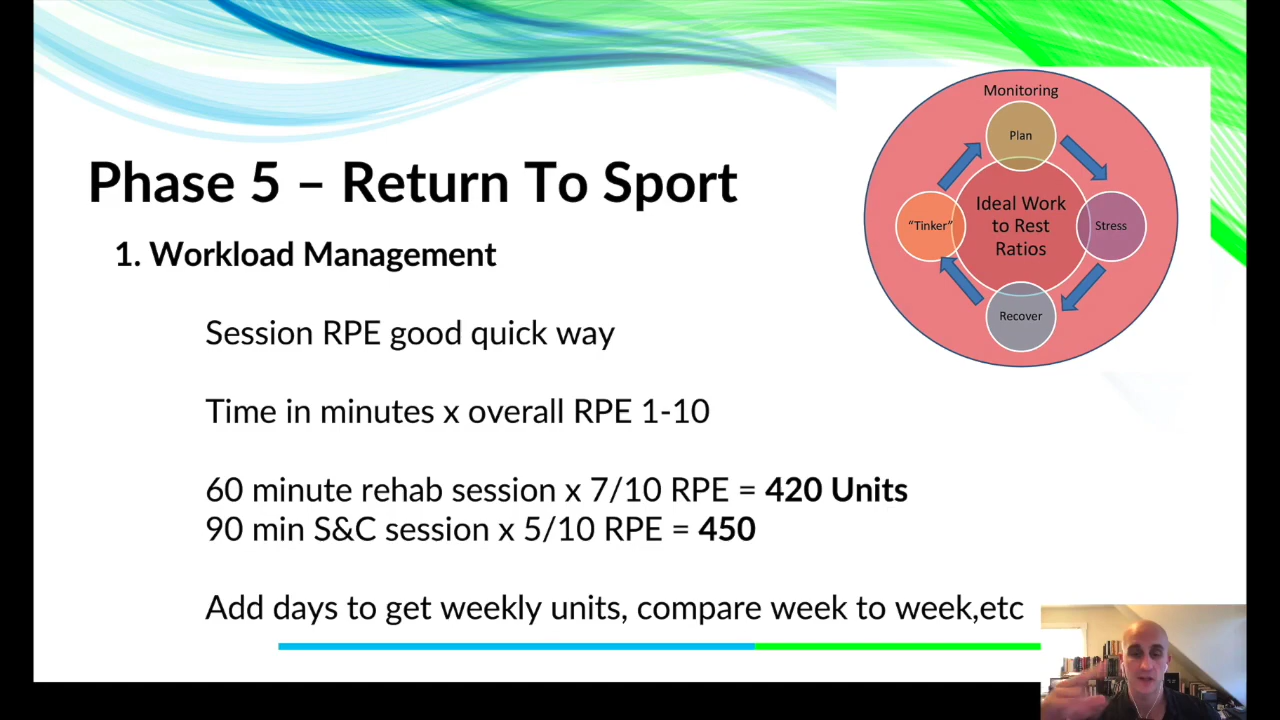 Phase 5 – Return To Sport
1. Workload Management
Session RPE good quick way
Time in minutes x overall RPE 1-10
60 minute rehab session x 7/10 RPE = 420 Units
90 min S&C session x 5/10 RPE = 450
Add days to get weekly units, compare week to week,etc
Monitoring
Plan
"Tinker"
Ideal Work
to Rest
Ratios
Stress
Recover